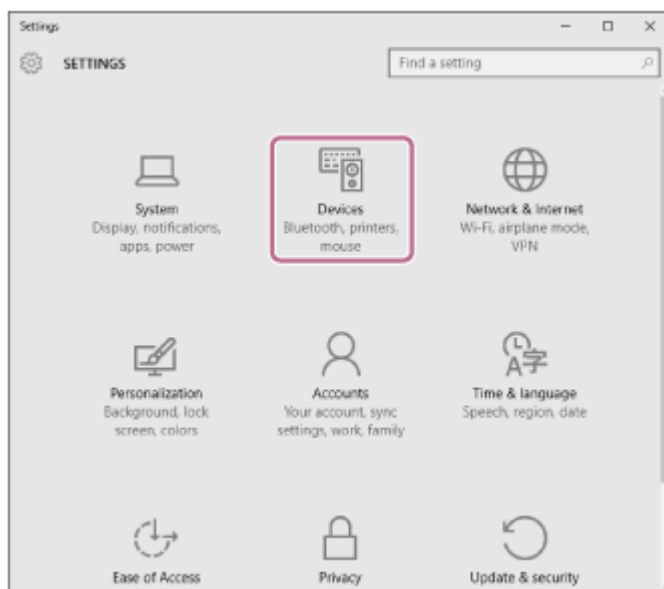 Settings
SETTINGS
Find a setting
System
Display, notifications,
apps, power
Devices
Bluetooth, printers,
mouse
Network & Internet
Wi-Fi, airplane mode,
VPN
Personalization
Background, lock
screen, colors
Accounts
Your account, sync
settings, work, family
Time & language
Speech, region, date
Ease of Access
Privacy
Update & security